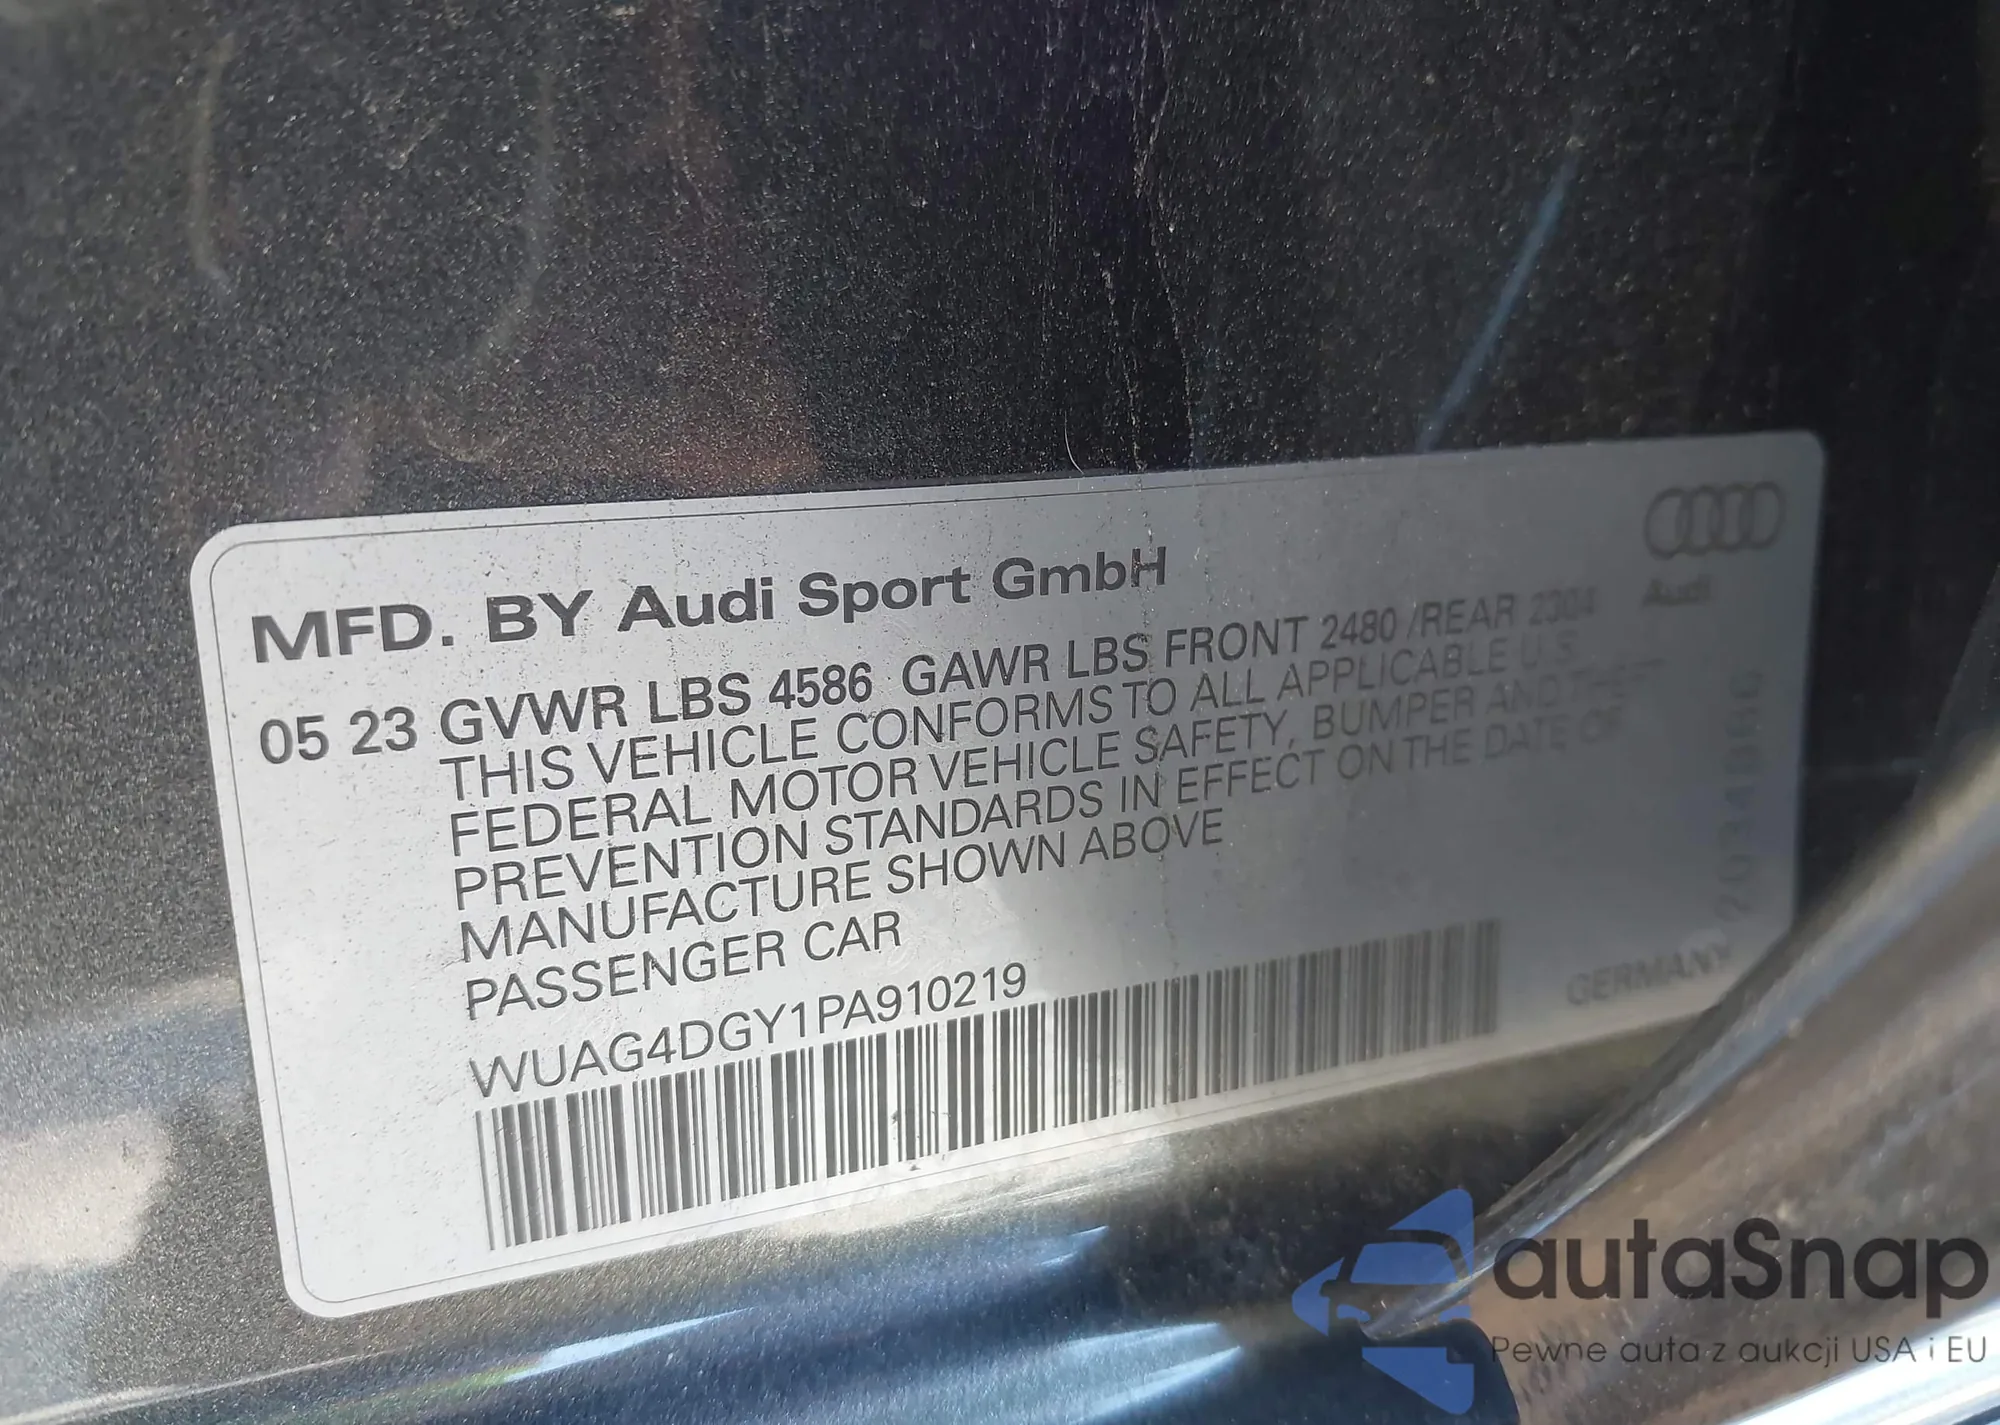 Audi
MFD. BY Audi Sport GmbH
05 23 GVWR LBS 4586 GAWR LBS FRONT 2480 /REAR 2304
THIS VEHICLE CONFORMS TO ALL APPLICABLE U.S.
FEDERAL MOTOR VEHICLE SAFETY, BUMPER AND THEFT
PREVENTION STANDARDS IN EFFECT ON THE DATE OF
MANUFACTURE SHOWN ABOVE
PASSENGER CAR
WUAG4DGY1PA910219
GERMANY
autaSnap
Pewne auta z aukcji USA i EU